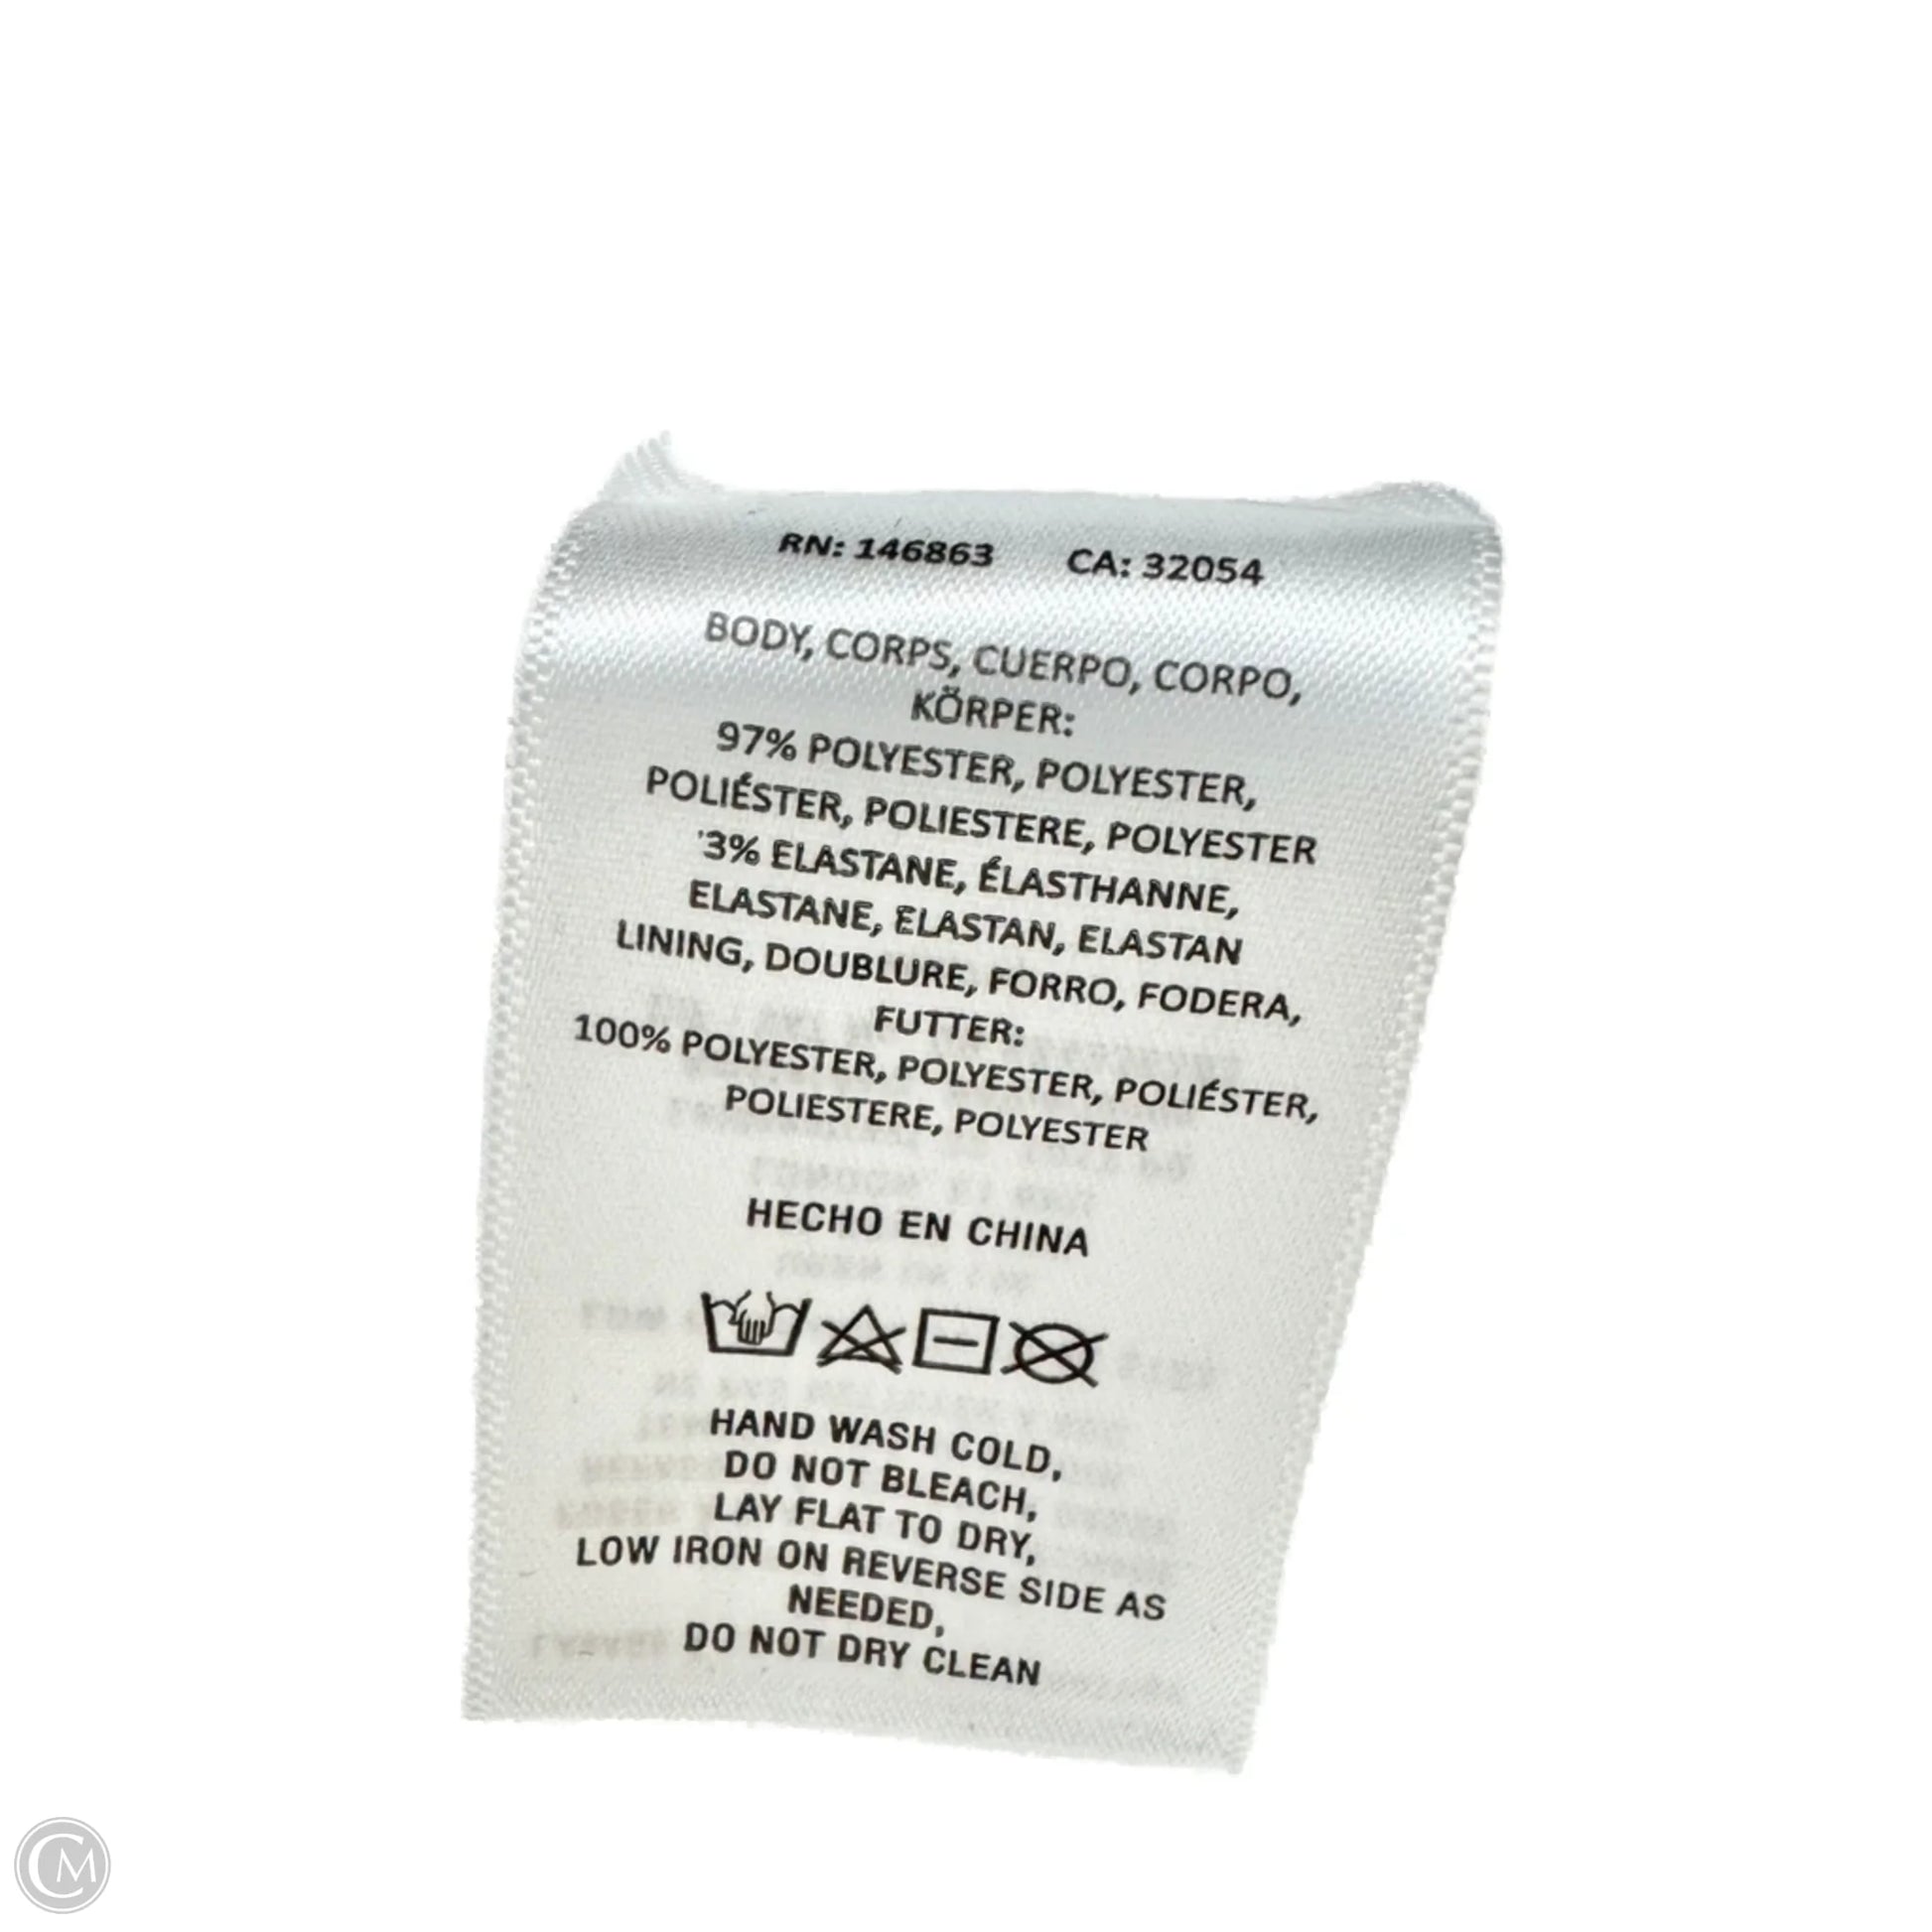 RN: 146863 CA: 32054
BODY, CORPS, CUERPO, CORPO,
KÖRPER:
97% POLYESTER, POLYESTER,
POLIÉSTER, POLIESTERE, POLYESTER
3% ELASTANE, ÉLASTHANNE,
ELASTANE, ELASTAN, ELASTAN
LINING, DOUBLURE, FORRO, FODERA,
FUTTER:
100% POLYESTER, POLYESTER, POLIÉSTER,
POLIESTERE, POLYESTER
HECHO EN CHINA
HAND WASH COLD,
DO NOT BLEACH,
LAY FLAT TO DRY,
LOW IRON ON REVERSE SIDE AS
NEEDED,
DO NOT DRY CLEAN
CM